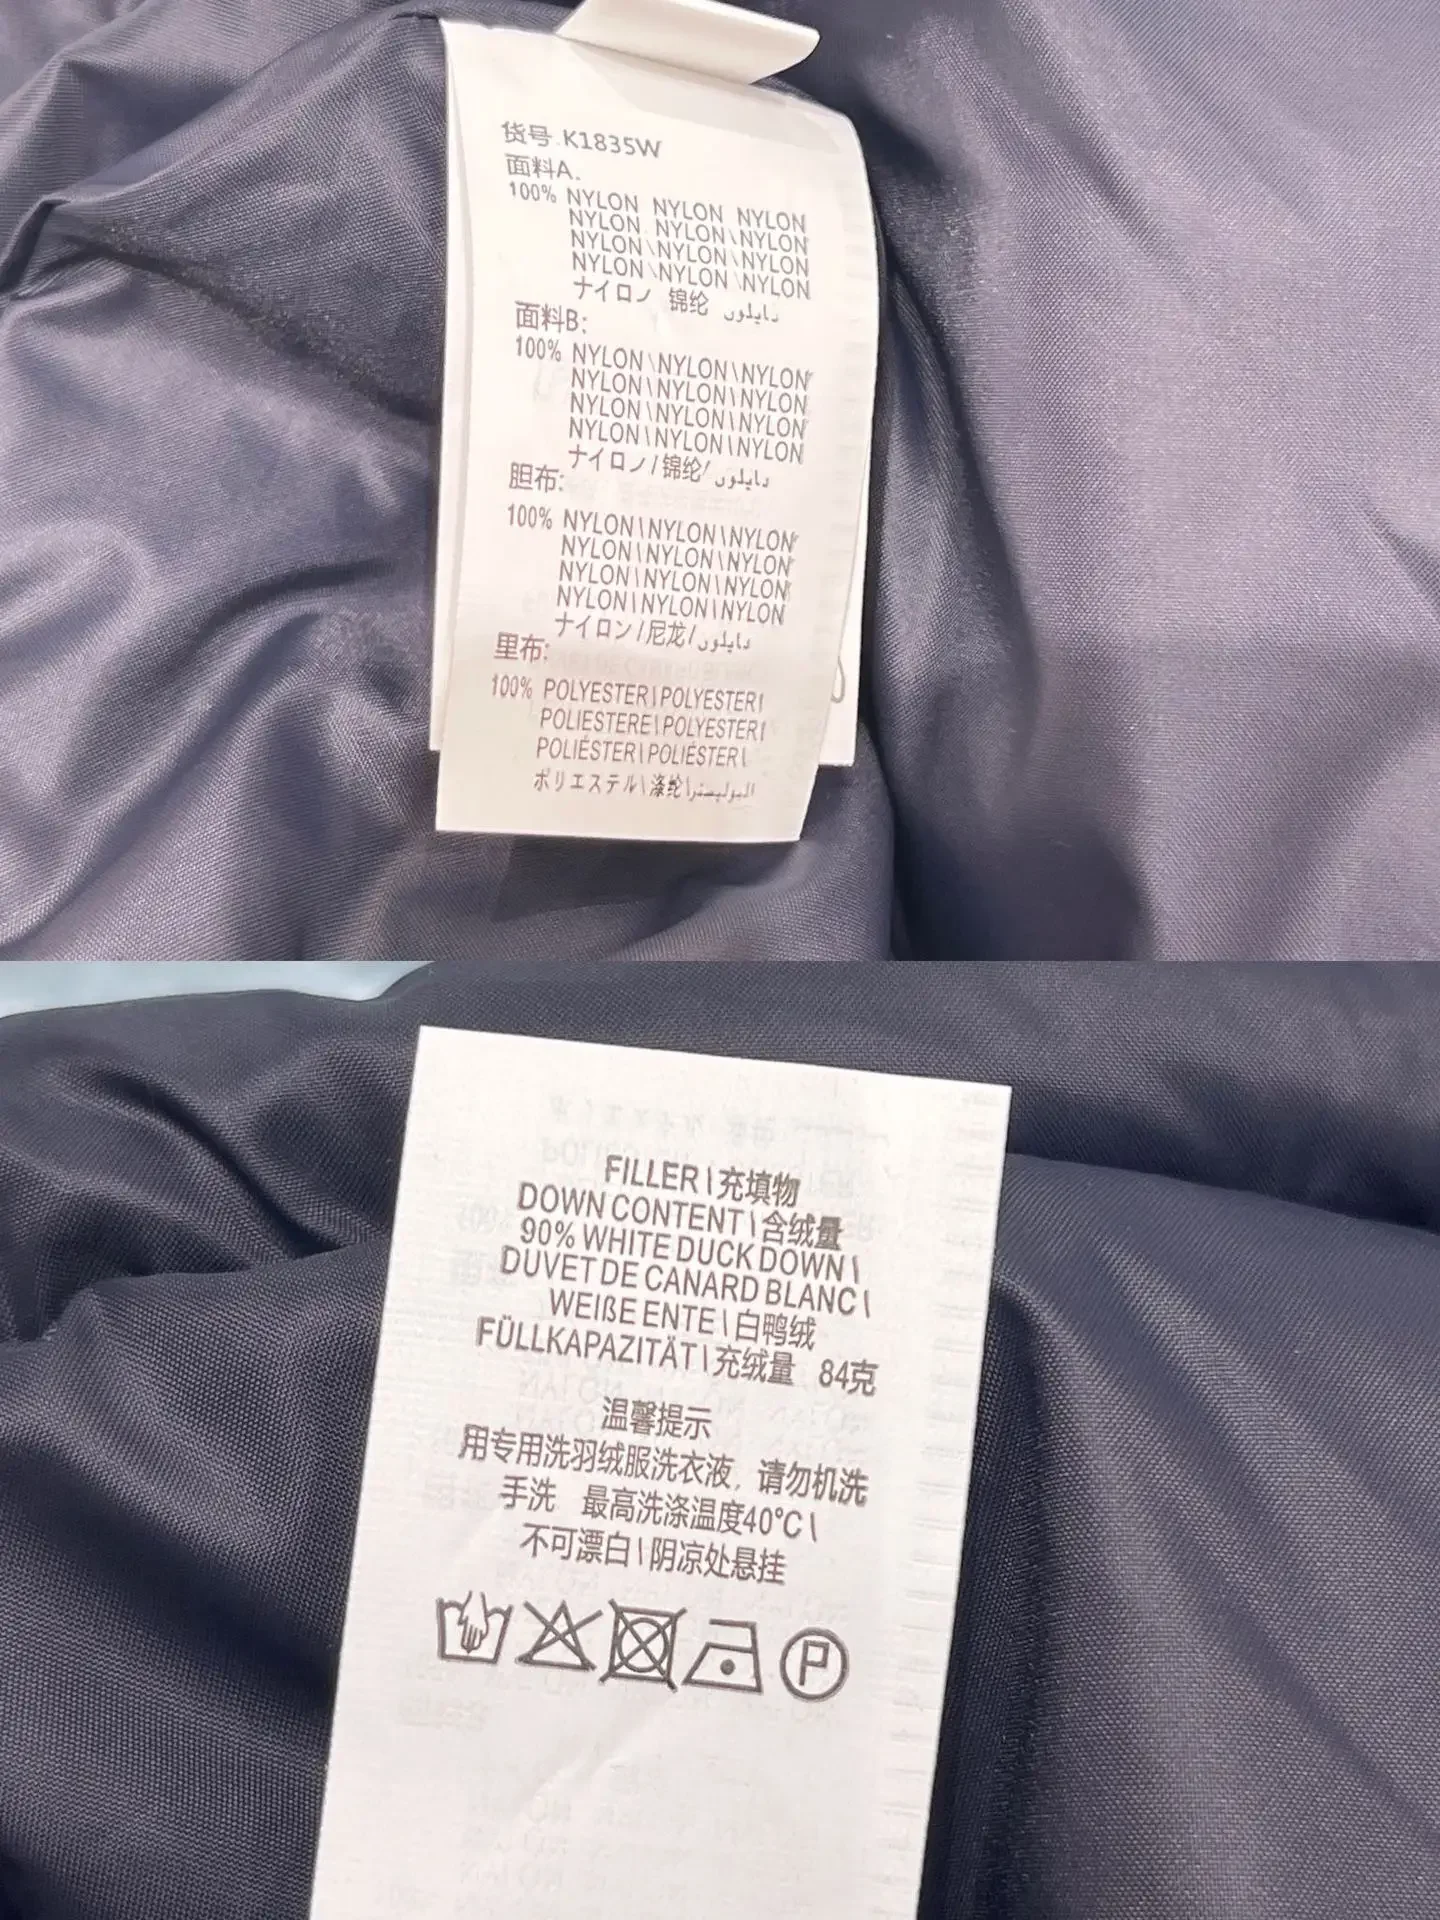 货号 K1835W
面料A.
100% NYLON NYLON NYLON
NYLON NYLON\NYLON
NYLON\NYLON\NYLON
NYLON\NYLON\NYLON
ナイロノ 锦纶 نايلون
面料B:
100% NYLON\NYLON\NYLON
NYLON\NYLON\NYLON
NYLON\NYLON\NYLON
NYLON\NYLON\NYLON
ナイロノ/锦纶/نايلون
胆布:
100% NYLON\NYLON\NYLON
NYLON\NYLON\NYLON
NYLON\NYLON\NYLON
NYLON\NYLON\NYLON
ナイロン/尼龙/نايلون
里布:
100% POLYESTER\POLYESTER\
POLIESTERE\POLYESTER\
POLIÉSTER\POLIÉSTER\
ポリエステル\涤纶\البوليستر
FILLER\充填物
DOWN CONTENT\含绒量
90% WHITE DUCK DOWN\
DUVET DE CANARD BLANC\
WEIßE ENTE\白鸭绒
FÜLLKAPAZITÄT\充绒量 84克
温馨提示
用专用洗羽绒服洗衣液，请勿机洗
手洗 最高洗涤温度40°C\
不可漂白\阴凉处悬挂
P